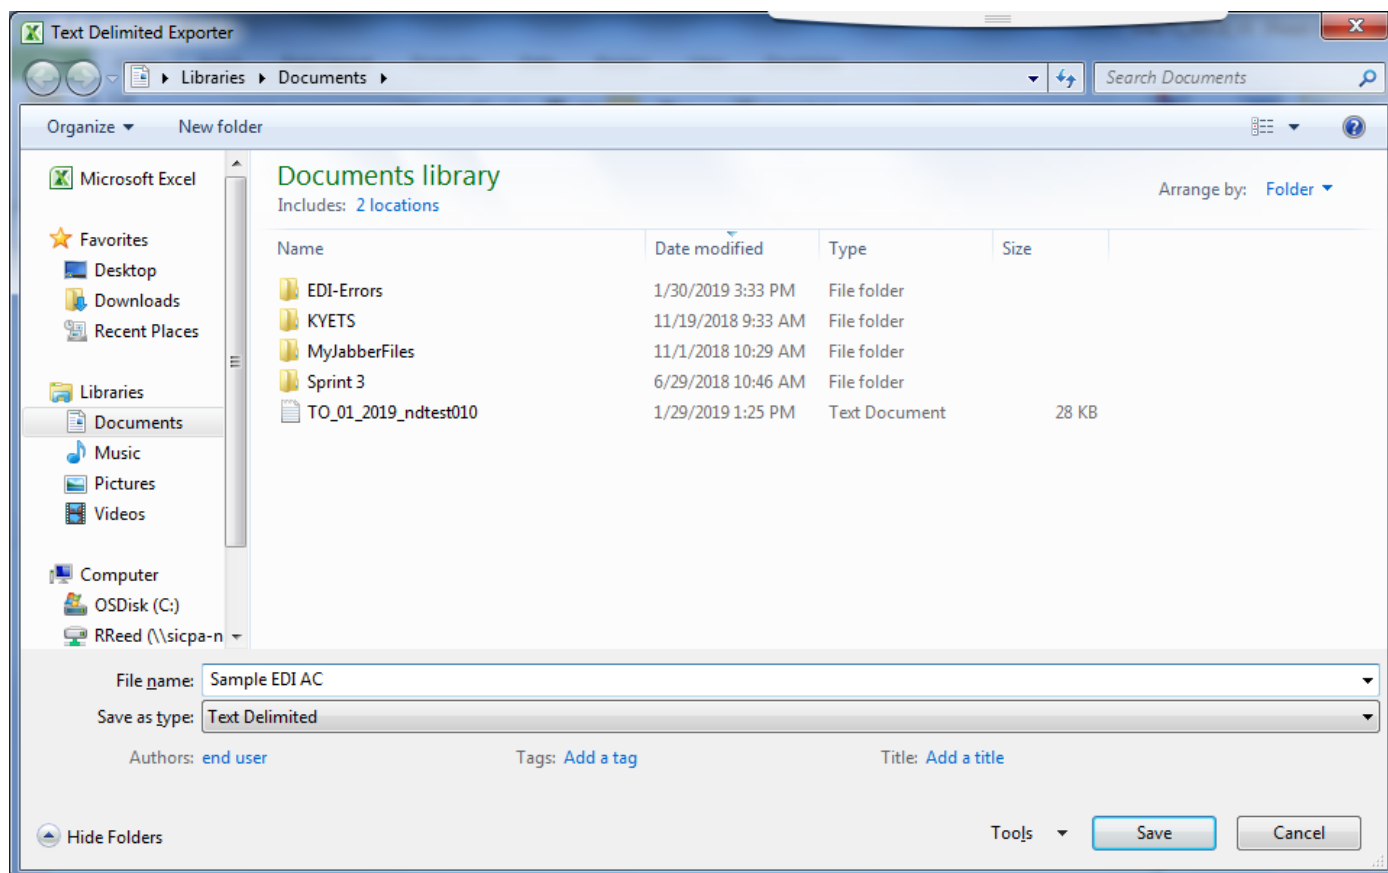 Text Delimited Exporter
Libraries Documents
Search Documents
Organize New folder
Microsoft Excel
Favorites
Desktop
Downloads
Recent Places
Libraries
Documents
Music
Pictures
Videos
Computer
OSDisk (C:)
RReed (\\sicpa-n
Documents library
Includes: 2 locations
Arrange by: Folder
Name Date modified Type Size
EDI-Errors 1/30/2019 3:33 PM File folder
KYETS 11/19/2018 9:33 AM File folder
MyJabberFiles 11/1/2018 10:29 AM File folder
Sprint 3 6/29/2018 10:46 AM File folder
TO_01_2019_ndtest010 1/29/2019 1:25 PM Text Document 28 KB
File name: Sample EDI AC
Save as type: Text Delimited
Authors: end user Tags: Add a tag Title: Add a title
Hide Folders Tools Save Cancel